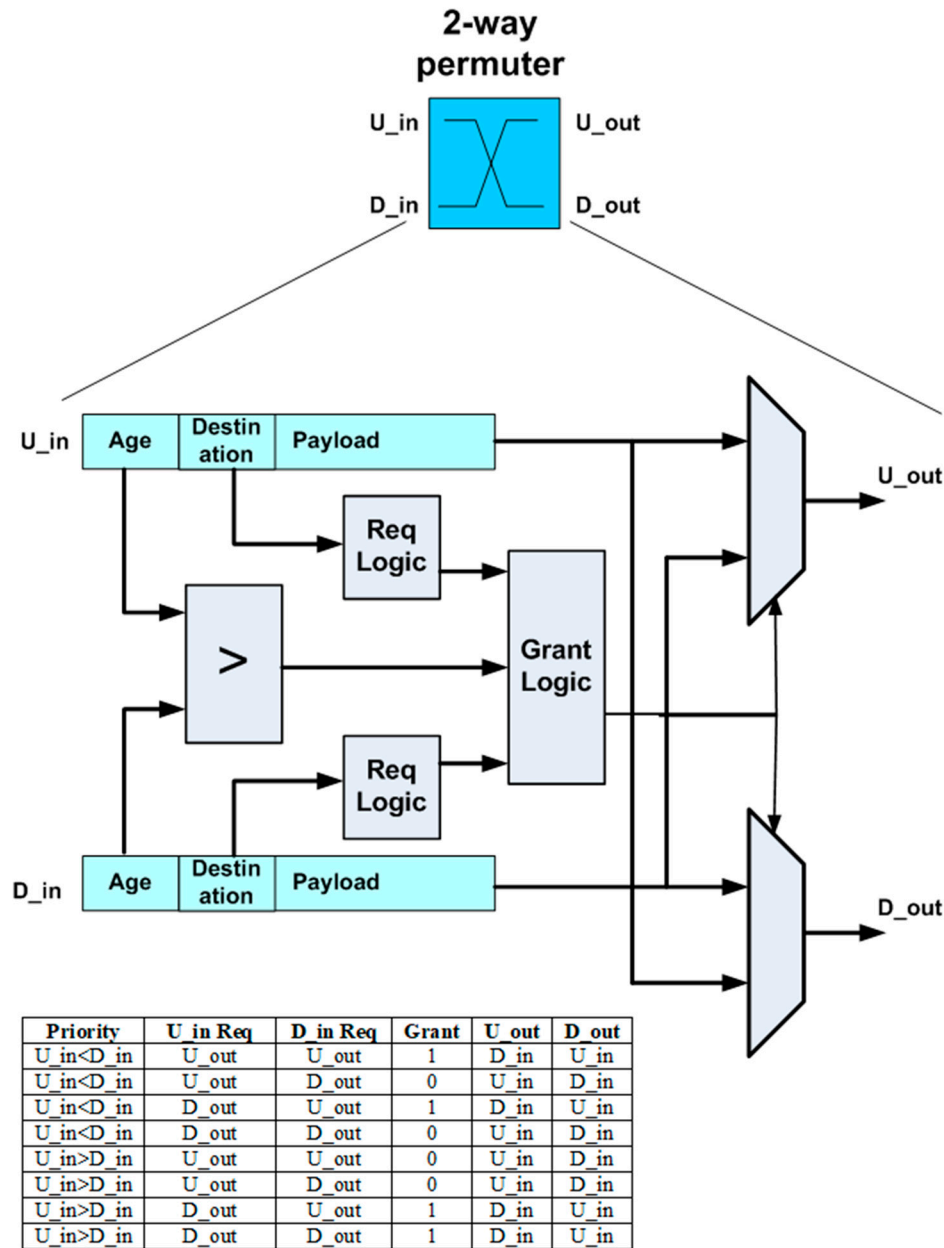 2-way
permuter
U_in
U_out
D_in
D_out
U_in
Age
Destin
ation
Payload
U_out
Req
Logic
>
Grant
Logic
Req
Logic
D_in
Age
Destin
ation
Payload
D_out
Priority U_in Req D_in Req Grant U_out D_out
U_in<D_in U_out U_out 1 D_in U_in
U_in<D_in U_out D_out 0 U_in D_in
U_in<D_in D_out U_out 1 D_in U_in
U_in<D_in D_out D_out 0 U_in D_in
U_in>D_in U_out U_out 0 U_in D_in
U_in>D_in U_out D_out 0 U_in D_in
U_in>D_in D_out U_out 1 D_in U_in
U_in>D_in D_out D_out 1 D_in U_in